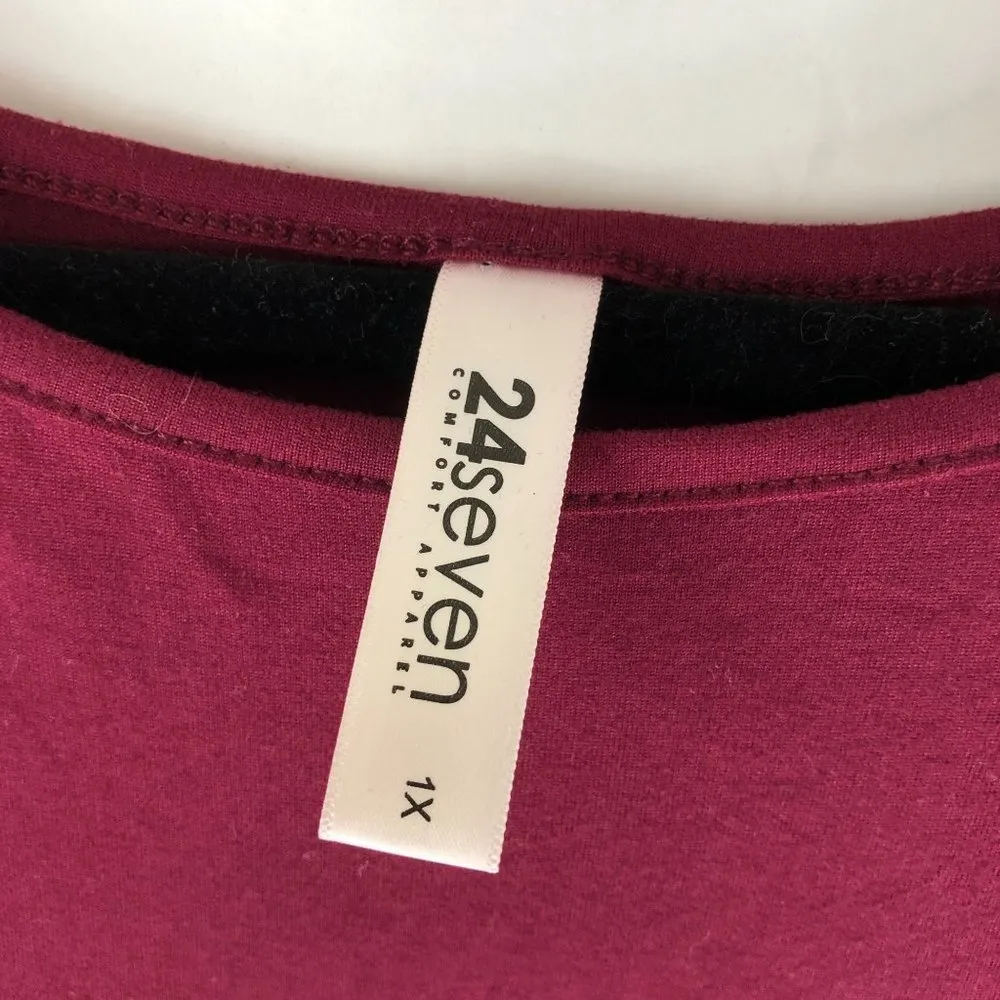 24seven
COMFORT APPAREL
1X